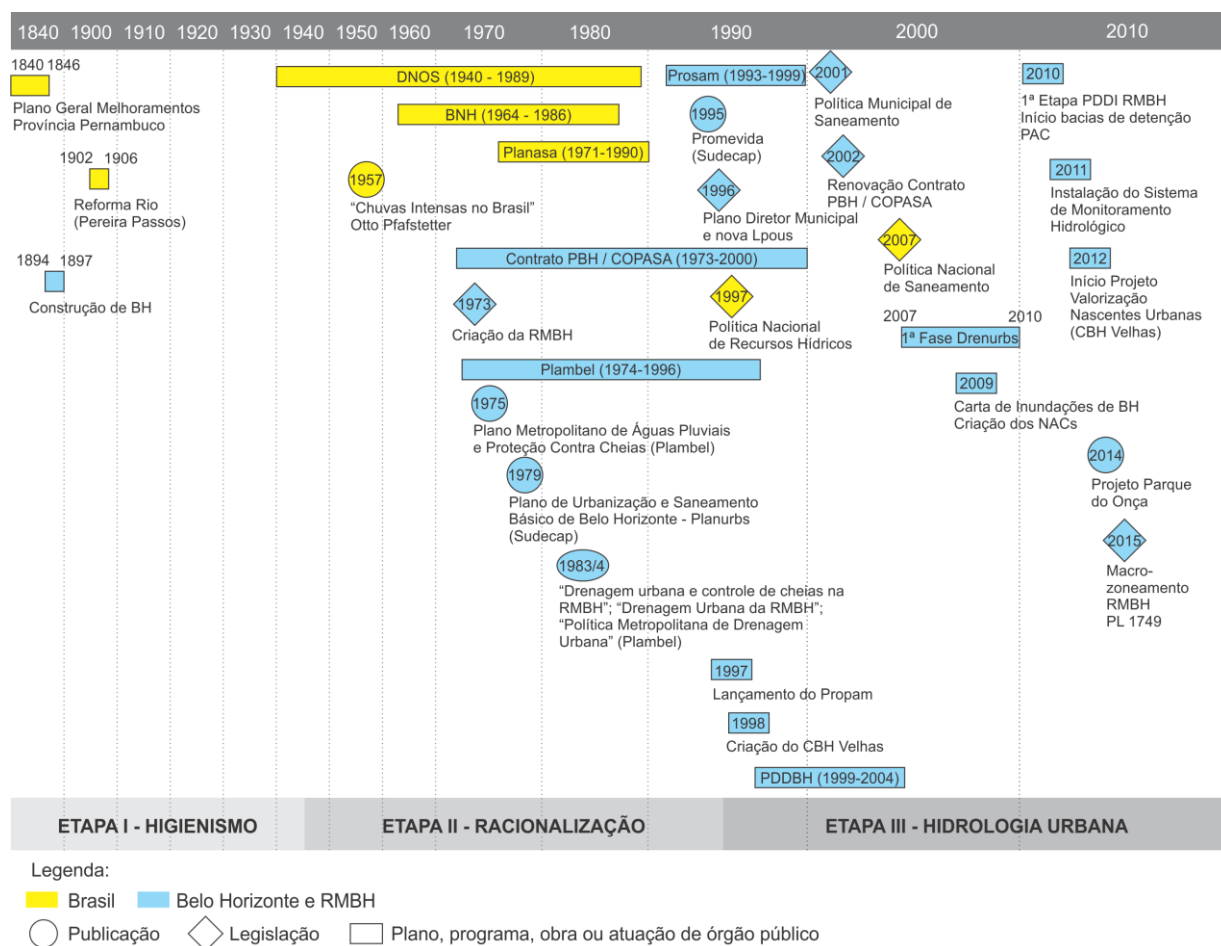 1840 1900 1910 1920 1930 1940 1950 1960 1970 1980 1990 2000 2010
1840 1846
Plano Geral Melhoramentos
Província Pernambuco
1902 1906
Reforma Rio
(Pereira Passos)
1894 1897
Construção de BH
DNOS (1940 - 1989)
BNH (1964 - 1986)
Planasa (1971-1990)
1957
“Chuvas Intensas no Brasil”
Otto Pfafstetter
Contrato PBH / COPASA (1973-2000)
1973
Criação da RMBH
Plambel (1974-1996)
1975
Plano Metropolitano de Águas Pluviais
e Proteção Contra Cheias (Plambel)
1979
Plano de Urbanização e Saneamento
Básico de Belo Horizonte - Planurbs
(Sudecap)
1983/4
“Drenagem urbana e controle de cheias na
RMBH”; “Drenagem Urbana da RMBH”;
“Política Metropolitana de Drenagem
Urbana” (Plambel)
Prosam (1993-1999)
1995
Promevida
(Sudecap)
1996
Plano Diretor Municipal
e nova Lpous
1997
Política Nacional
de Recursos Hídricos
1997
Lançamento do Propam
1998
Criação do CBH Velhas
PDDBH (1999-2004)
2001
Política Municipal de
Saneamento
2002
Renovação Contrato
PBH / COPASA
2007
Política Nacional
de Saneamento
2007 2010
1ª Fase Drenurbs
2009
Carta de Inundações de BH
Criação dos NACs
2010
1ª Etapa PDDI RMBH
Início bacias de detenção
PAC
2011
Instalação do Sistema
de Monitoramento
Hidrológico
2012
Início Projeto
Valorização
Nascentes Urbanas
(CBH Velhas)
2014
Projeto Parque
do Onça
2015
Macro-
zoneamento
RMBH
PL 1749
ETAPA I - HIGIENISMO
ETAPA II - RACIONALIZAÇÃO
ETAPA III - HIDROLOGIA URBANA
Legenda:
Brasil
Belo Horizonte e RMBH
Publicação
Legislação
Plano, programa, obra ou atuação de órgão público